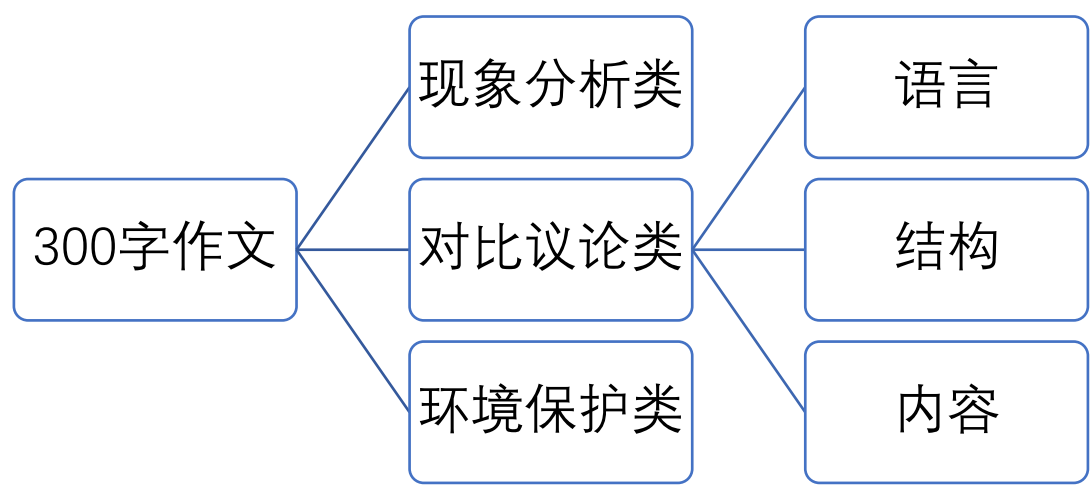 300字作文
现象分析类
对比议论类
环境保护类
语言
结构
内容